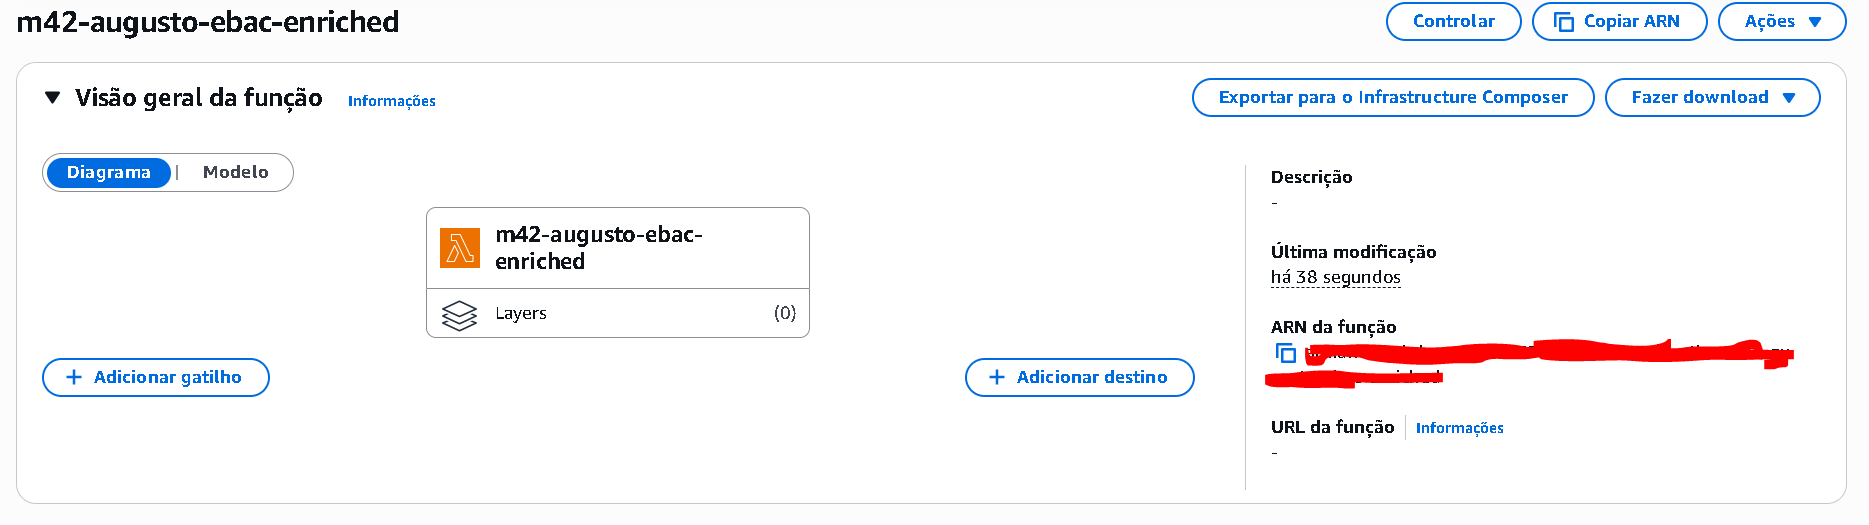 m42-augusto-ebac-enriched
Controlar
Copiar ARN
Ações
Visão geral da função
Informações
Exportar para o Infrastructure Composer
Fazer download
Diagrama
Modelo
m42-augusto-ebac-
enriched
Layers
(0)
Adicionar gatilho
Adicionar destino
Descrição
-
Última modificação
há 38 segundos
ARN da função
URL da função
Informações
-